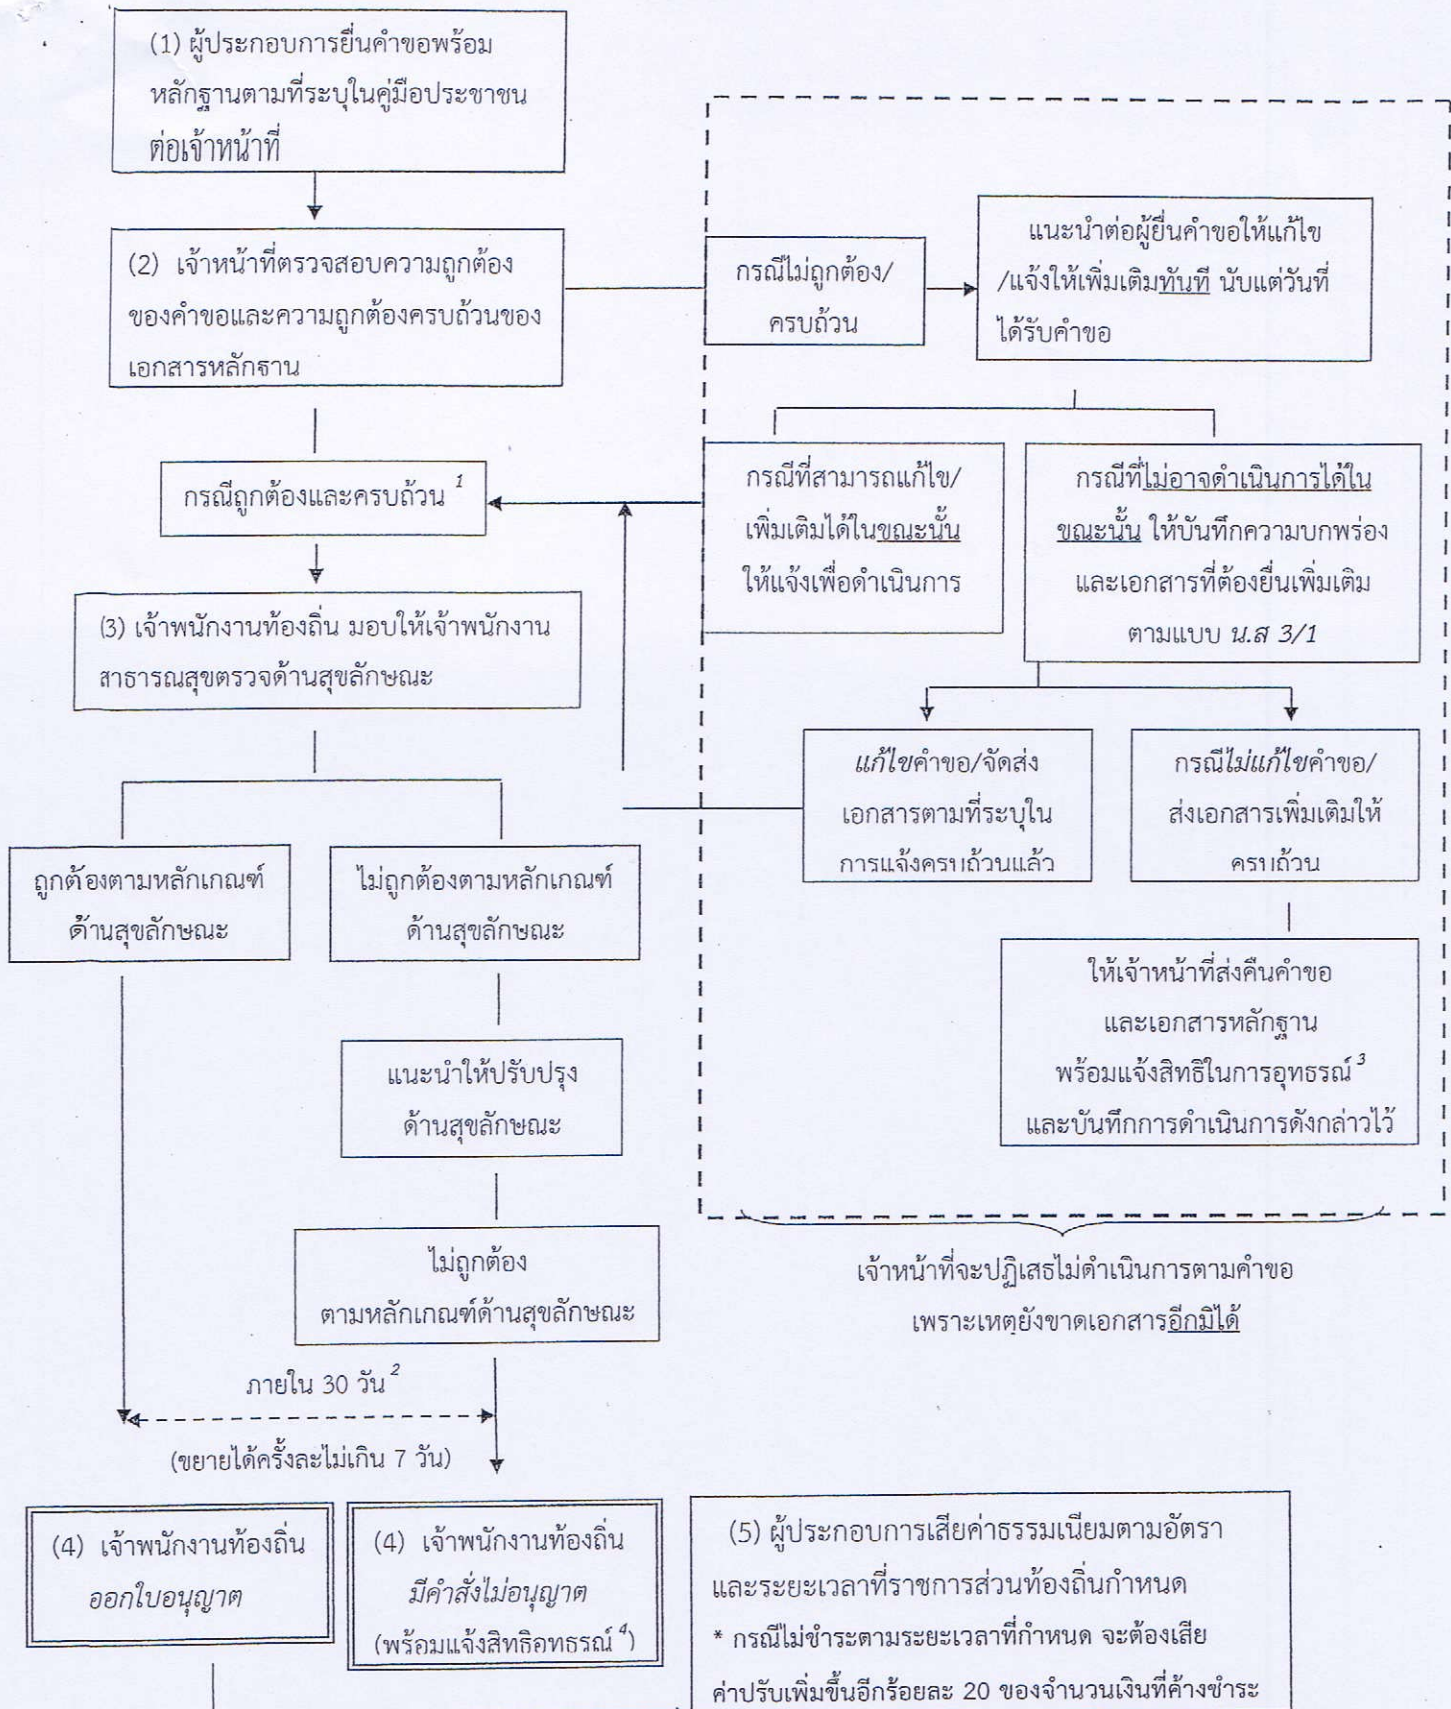 (1) ผู้ประกอบการยื่นคำขอพร้อม
หลักฐานตามที่ระบุในคู่มือประชาชน
ต่อเจ้าหน้าที่
(2) เจ้าหน้าที่ตรวจสอบความถูกต้อง
ของคำขอและความถูกต้องครบถ้วนของ
เอกสารหลักฐาน
กรณีไม่ถูกต้อง/
ครบถ้วน
แนะนำต่อผู้ยื่นคำขอให้แก้ไข
/แจ้งให้เพิ่มเติมทันที นับแต่วันที่
ได้รับคำขอ
กรณีถูกต้องและครบถ้วน 1
กรณีที่สามารถแก้ไข/
เพิ่มเติมได้ในขณะนั้น
ให้แจ้งเพื่อดำเนินการ
กรณีที่ไม่อาจดำเนินการได้ใน
ขณะนั้น ให้บันทึกความบกพร่อง
และเอกสารที่ต้องยื่นเพิ่มเติม
ตามแบบ น.ส 3/1
(3) เจ้าพนักงานท้องถิ่น มอบให้เจ้าพนักงาน
สาธารณสุขตรวจด้านสุขลักษณะ
แก้ไขคำขอ/จัดส่ง
เอกสารตามที่ระบุใน
การแจ้งครบถ้วนแล้ว
กรณีไม่แก้ไขคำขอ/
ส่งเอกสารเพิ่มเติมให้
ครบถ้วน
ถูกต้องตามหลักเกณฑ์
ด้านสุขลักษณะ
ไม่ถูกต้องตามหลักเกณฑ์
ด้านสุขลักษณะ
ให้เจ้าหน้าที่ส่งคืนคำขอ
และเอกสารหลักฐาน
พร้อมแจ้งสิทธิในการอุทธรณ์ 3
และบันทึกการดำเนินการดังกล่าวไว้
แนะนำให้ปรับปรุง
ด้านสุขลักษณะ
ไม่ถูกต้อง
ตามหลักเกณฑ์ด้านสุขลักษณะ
เจ้าหน้าที่จะปฏิเสธไม่ดำเนินการตามคำขอ
เพราะเหตุยังขาดเอกสารอีกมิได้
ภายใน 30 วัน 2
(ขยายได้ครั้งละไม่เกิน 7 วัน)
(4) เจ้าพนักงานท้องถิ่น
ออกใบอนุญาต
(4) เจ้าพนักงานท้องถิ่น
มีคำสั่งไม่อนุญาต
(พร้อมแจ้งสิทธิอุทธรณ์ 4)
(5) ผู้ประกอบการเสียค่าธรรมเนียมตามอัตรา
และระยะเวลาที่ราชการส่วนท้องถิ่นกำหนด
* กรณีไม่ชำระตามระยะเวลาที่กำหนด จะต้องเสีย
ค่าปรับเพิ่มขึ้นอีกร้อยละ 20 ของจำนวนเงินที่ค้างชำระ